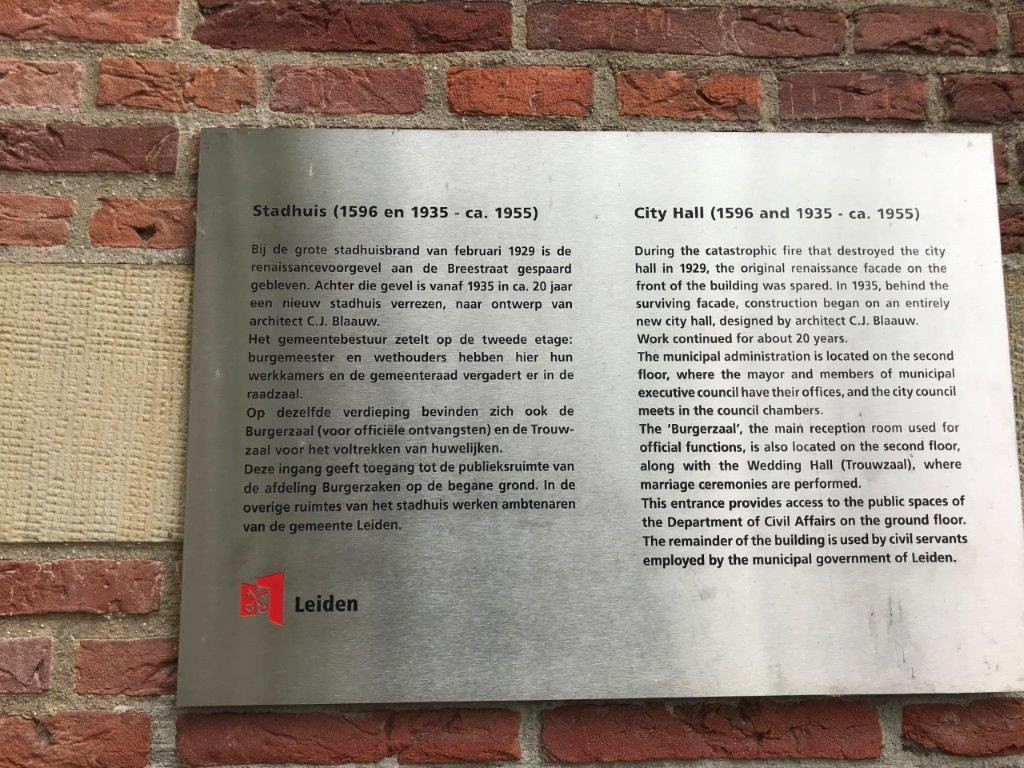 Stadhuis (1596 en 1935 - ca. 1955)
Bij de grote stadhuisbrand van februari 1929 is de
renaissancevoorgevel aan de Breestraat gespaard
gebleven. Achter die gevel is vanaf 1935 in ca. 20 jaar
een nieuw stadhuis verrezen, naar ontwerp van
architect C.J. Blaauw.
Het gemeentebestuur zetelt op de tweede etage:
burgemeester en wethouders hebben hier hun
werkkamers en de gemeenteraad vergadert er in de
raadzaal.
Op dezelfde verdieping bevinden zich ook de
Burgerzaal (voor officiële ontvangsten) en de Trouw-
zaal voor het voltrekken van huwelijken.
Deze ingang geeft toegang tot de publieksruimte van
de afdeling Burgerzaken op de begane grond. In de
overige ruimtes van het stadhuis werken ambtenaren
van de gemeente Leiden.
Leiden
City Hall (1596 and 1935 - ca. 1955)
During the catastrophic fire that destroyed the city
hall in 1929, the original renaissance facade on the
front of the building was spared. In 1935, behind the
surviving facade, construction began on an entirely
new city hall, designed by architect C.J. Blaauw.
Work continued for about 20 years.
The municipal administration is located on the second
floor, where the mayor and members of municipal
executive council have their offices, and the city council
meets in the council chambers.
The ‘Burgerzaal’, the main reception room used for
official functions, is also located on the second floor,
along with the Wedding Hall (Trouwzaal), where
marriage ceremonies are performed.
This entrance provides access to the public spaces of
the Department of Civil Affairs on the ground floor.
The remainder of the building is used by civil servants
employed by the municipal government of Leiden.